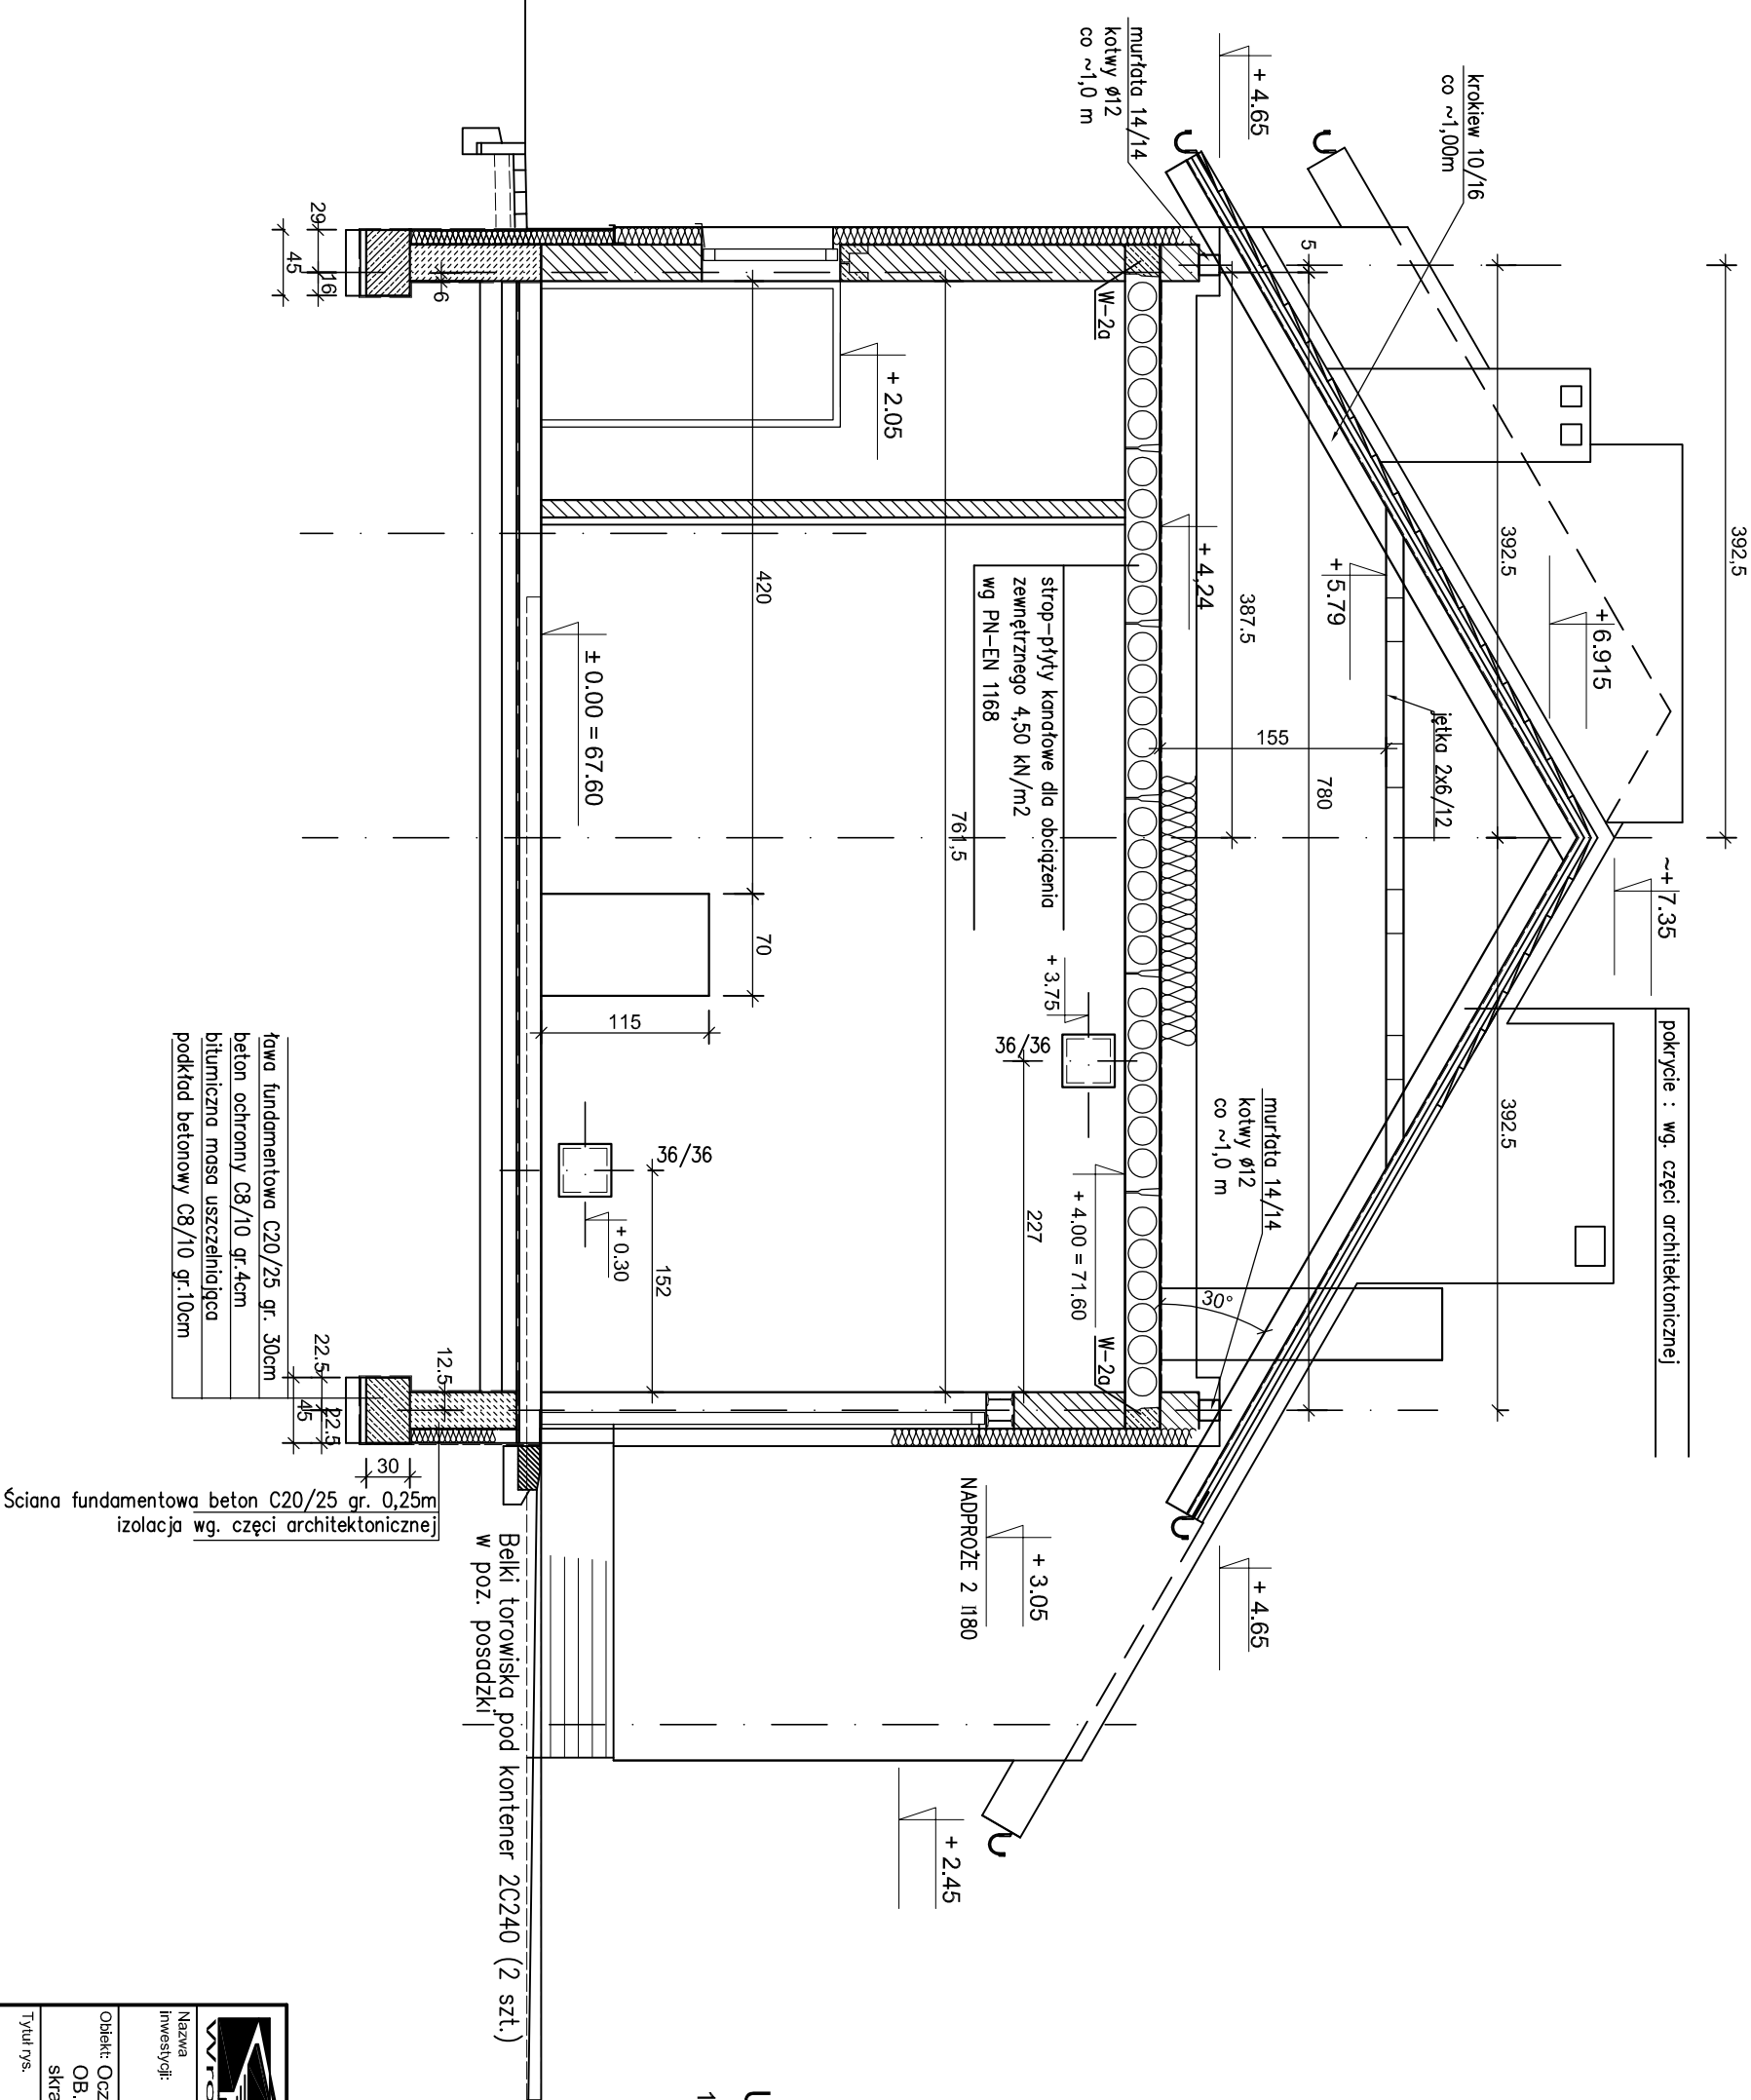 392,5
392.5
392.5
~+ 7.35
+ 6.915
pokrycie : wg. częci architektonicznej
krokiew 10/16
co ~1,00m
+ 5.79
jętka 2x6/12
155
780
5
387.5
+ 4.65
murłata 14/14
kotwy ø12
co ~1,0 m
murłata 14/14
kotwy ø12
co ~1,0 m
30°
+ 4.65
+ 4,24
W-2a
W-2a
strop-płyty kanałowe dla obciążenia
zewnętrznego 4,50 kN/m2
wg PN-EN 1168
+ 3.75
36/36
+ 4.00 = 71.60
227
761,5
+ 3.05
NADPROŻE 2 I180
+ 2.45
+ 2.05
420
70
115
± 0.00 = 67.60
36/36
+ 0.30
152
Belki torowiska pod kontener 2C240 (2 szt.)
w poz. posadzki
29
16
45
6
12.5
22.5
22.5
45
30
Ściana fundamentowa beton C20/25 gr. 0,25m
izolacja wg. częci architektonicznej
ława fundamentowa C20/25 gr. 30cm
beton ochronny C8/10 gr.4cm
bitumiczna masa uszczelniająca
podkład betonowy C8/10 gr.10cm
Nazwa
inwestycji:
Obiekt: Ocz
OB.
skra
Tytuł rys.